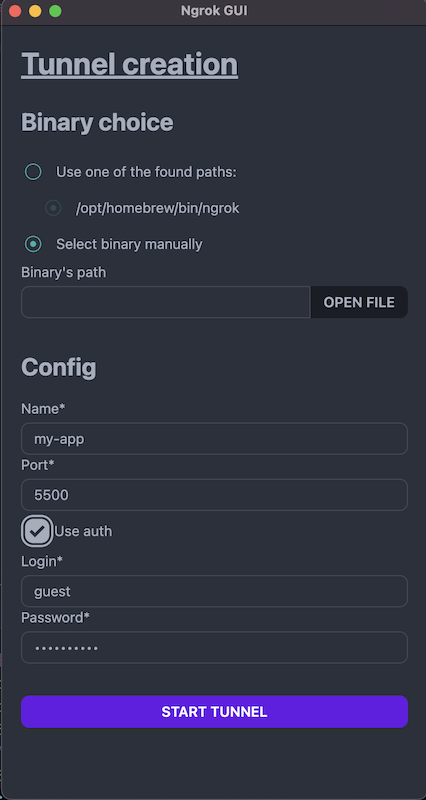 Ngrok GUI
Tunnel creation
Binary choice
Use one of the found paths:
/opt/homebrew/bin/ngrok
Select binary manually
Binary's path
OPEN FILE
Config
Name*
my-app
Port*
5500
Use auth
Login*
guest
Password*
••••••••••
START TUNNEL